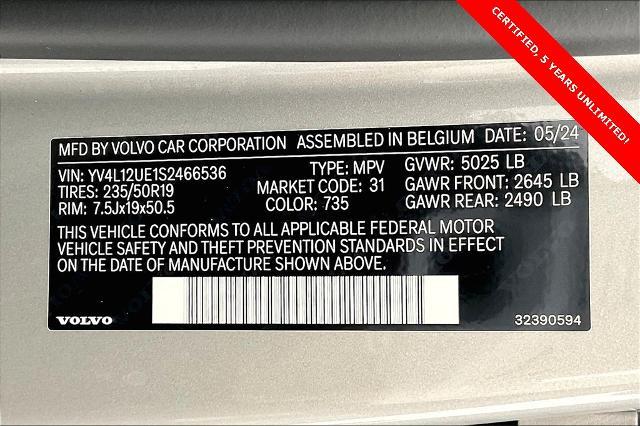 CERTIFIED, 5 YEARS UNLIMITED!
MFD BY VOLVO CAR CORPORATION ASSEMBLED IN BELGIUM DATE: 05/24
VIN: YV4L12UE1S2466536 TYPE: MPV GVWR: 5025 LB
TIRES: 235/50R19 MARKET CODE: 31 GAWR FRONT: 2645 LB
RIM: 7.5Jx19x50.5 COLOR: 735 GAWR REAR: 2490 LB
THIS VEHICLE CONFORMS TO ALL APPLICABLE FEDERAL MOTOR
VEHICLE SAFETY AND THEFT PREVENTION STANDARDS IN EFFECT
ON THE DATE OF MANUFACTURE SHOWN ABOVE.
VOLVO 32390594